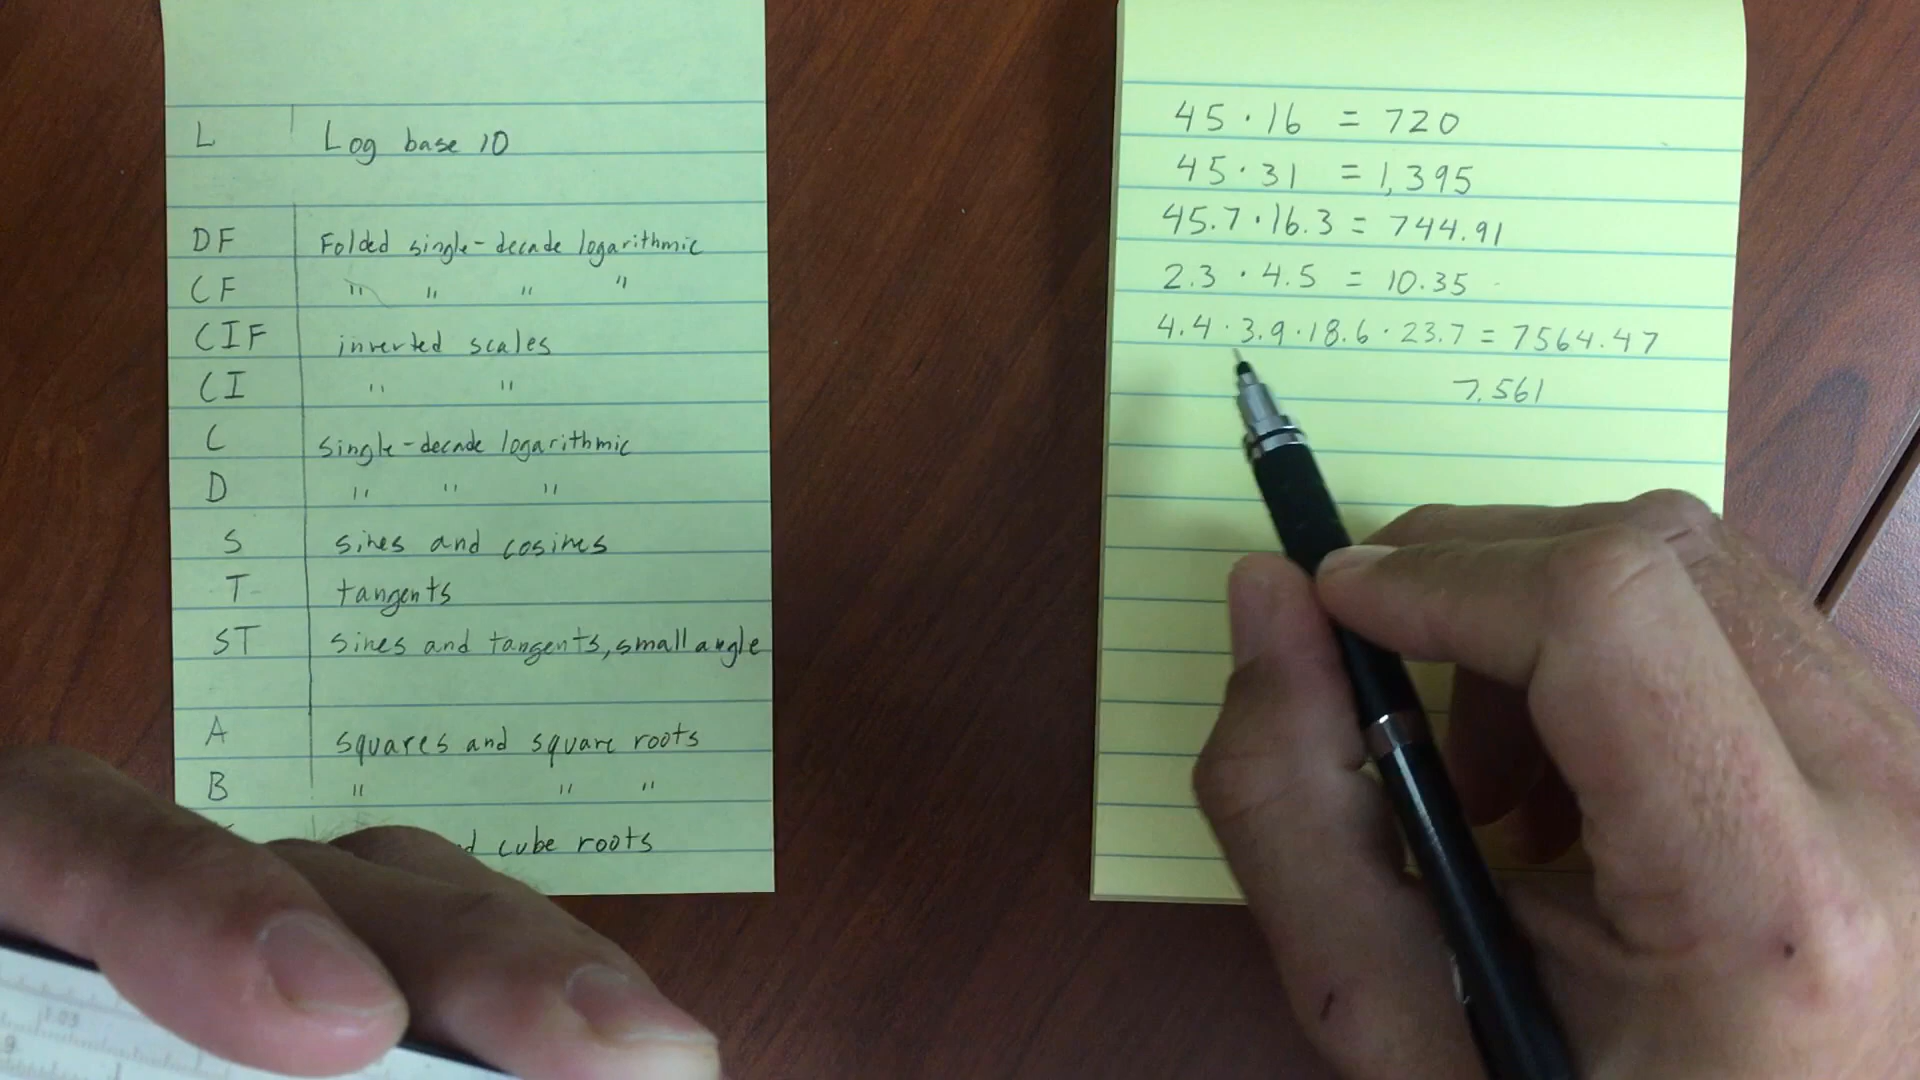 L Log base 10
DF Folded single-decade logarithmic
CF " " " "
CIF inverted scales
CI " "
C single-decade logarithmic
D " " "
S sines and cosines
T tangents
ST sines and tangents, small angle
A squares and square roots
B " " "
cube roots
45 · 16 = 720
45 · 31 = 1,395
45.7 · 16.3 = 744.91
2.3 · 4.5 = 10.35
4.4 · 3.9 · 18.6 · 23.7 = 7564.47
7.561
1.03
9